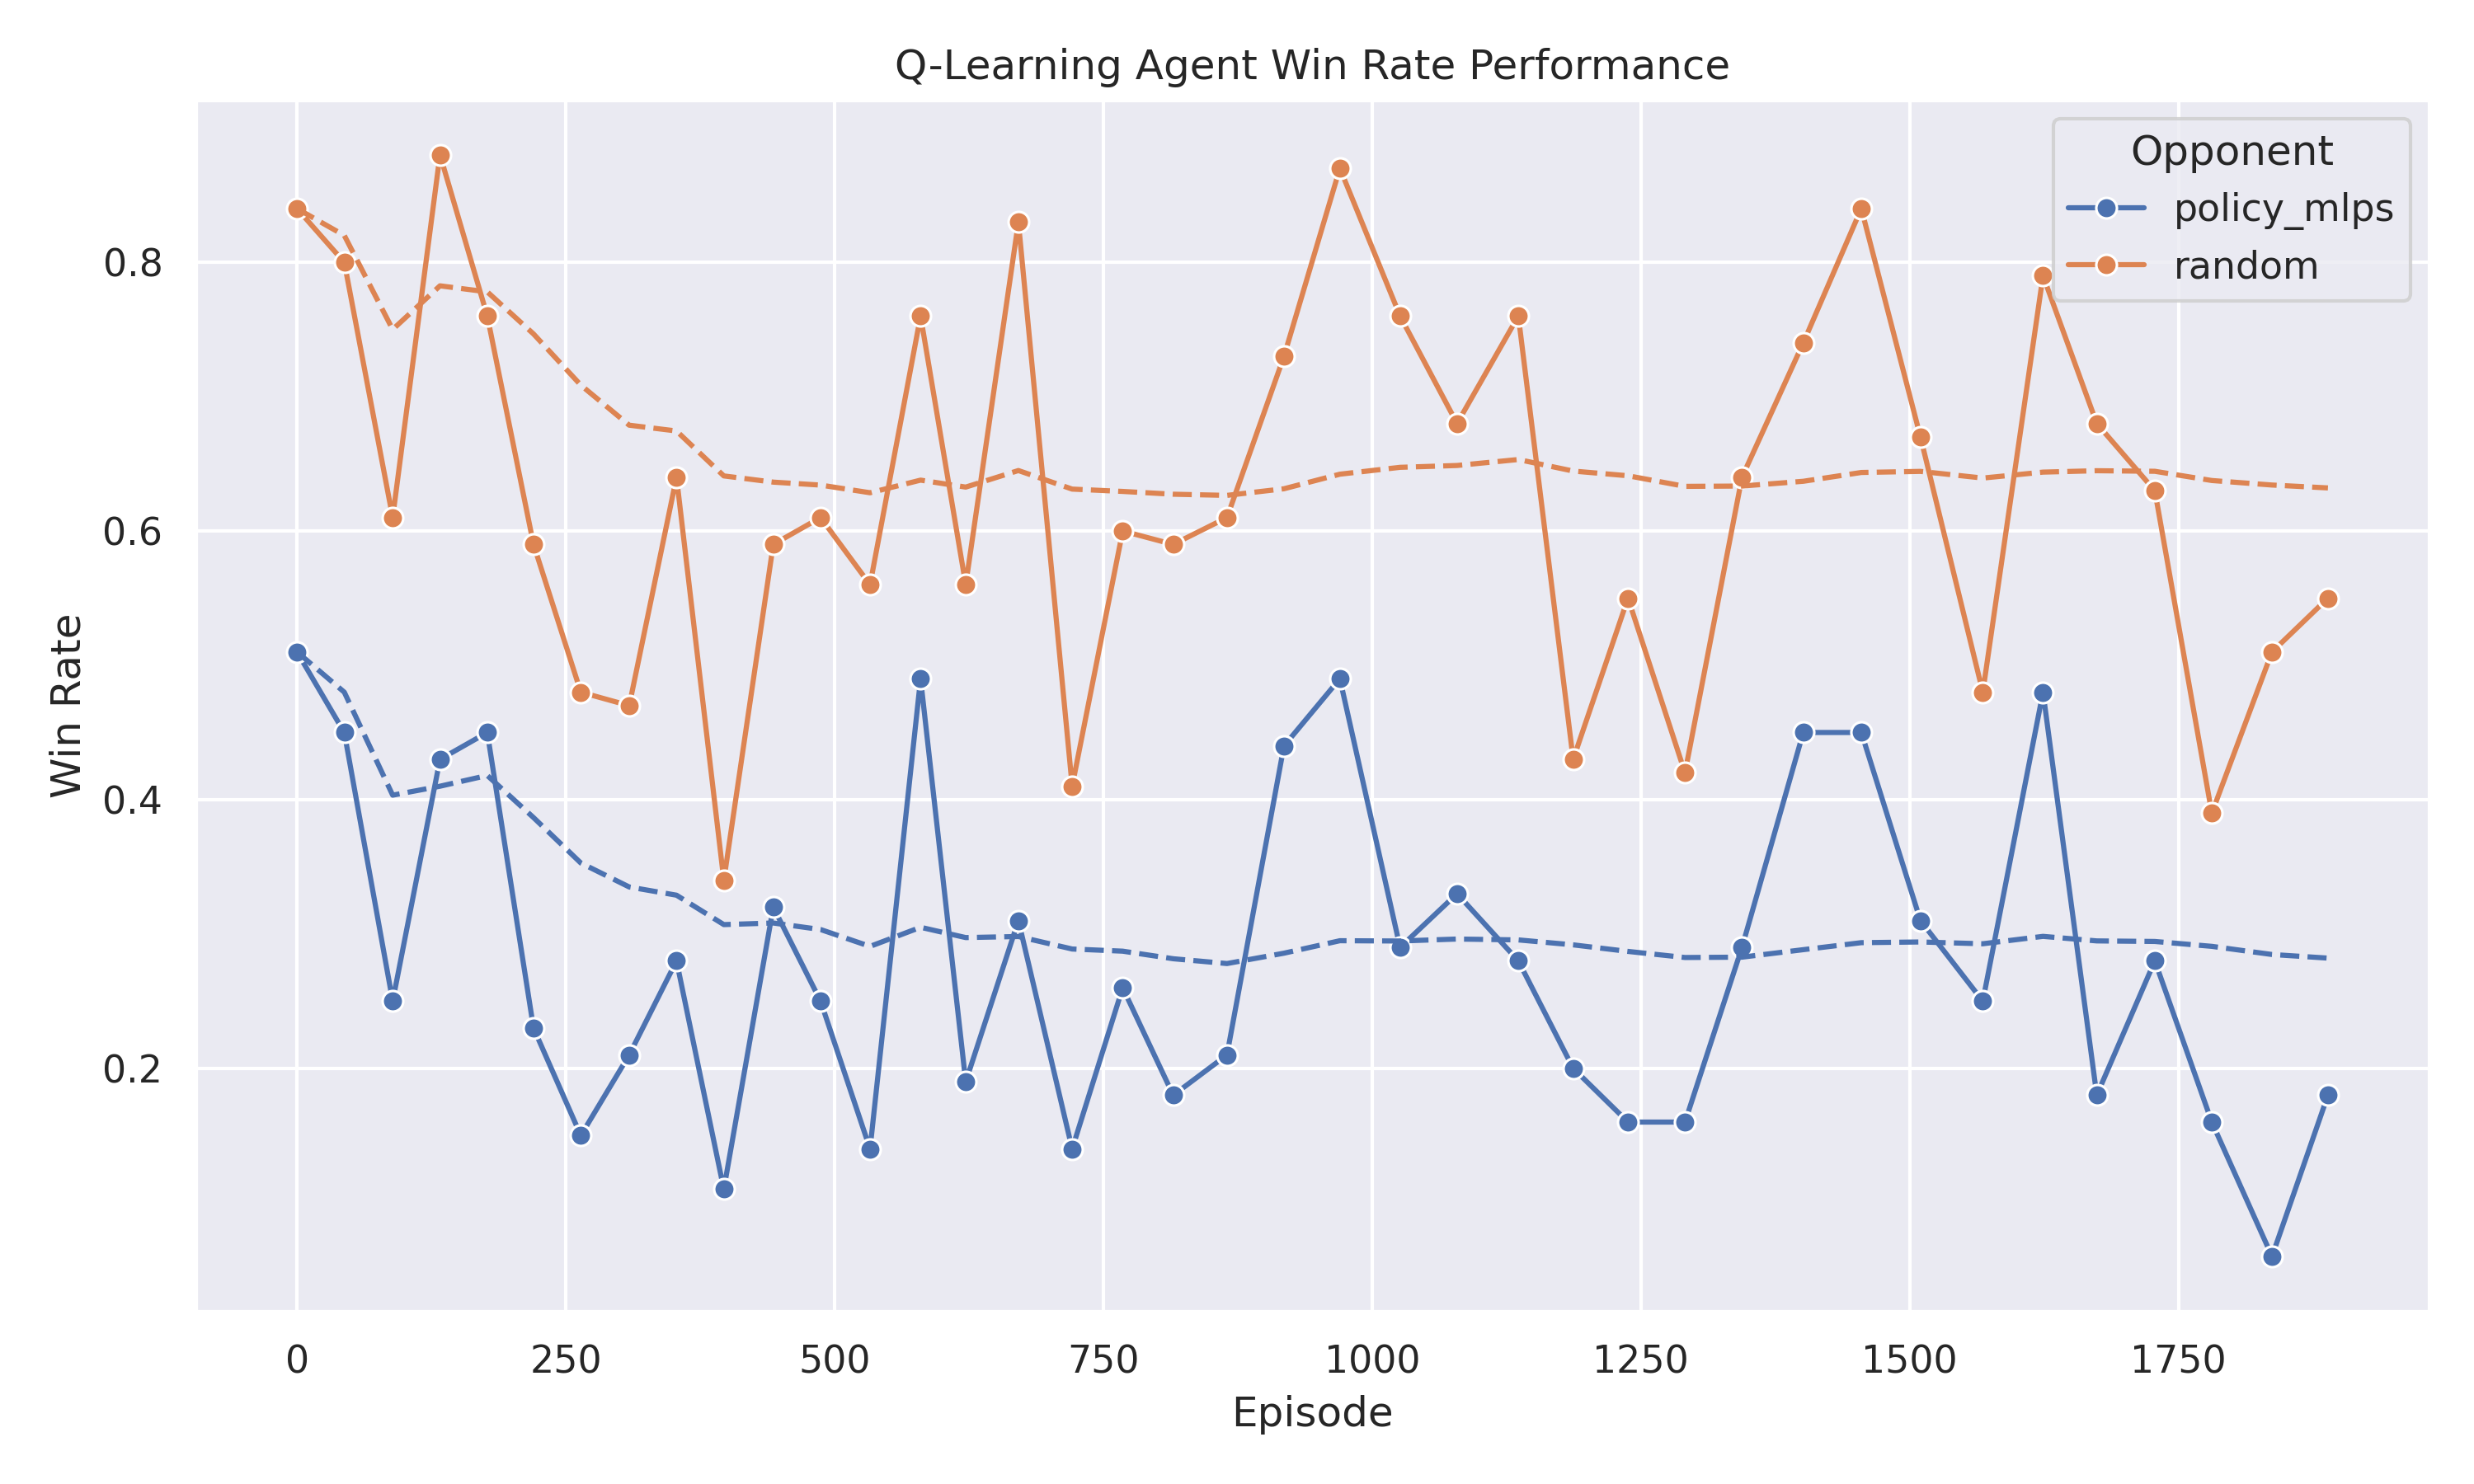 Q-Learning Agent Win Rate Performance
Opponent
policy_mlps
random
Win Rate
0.8
0.6
0.4
0.2
0 250 500 750 1000 1250 1500 1750
Episode